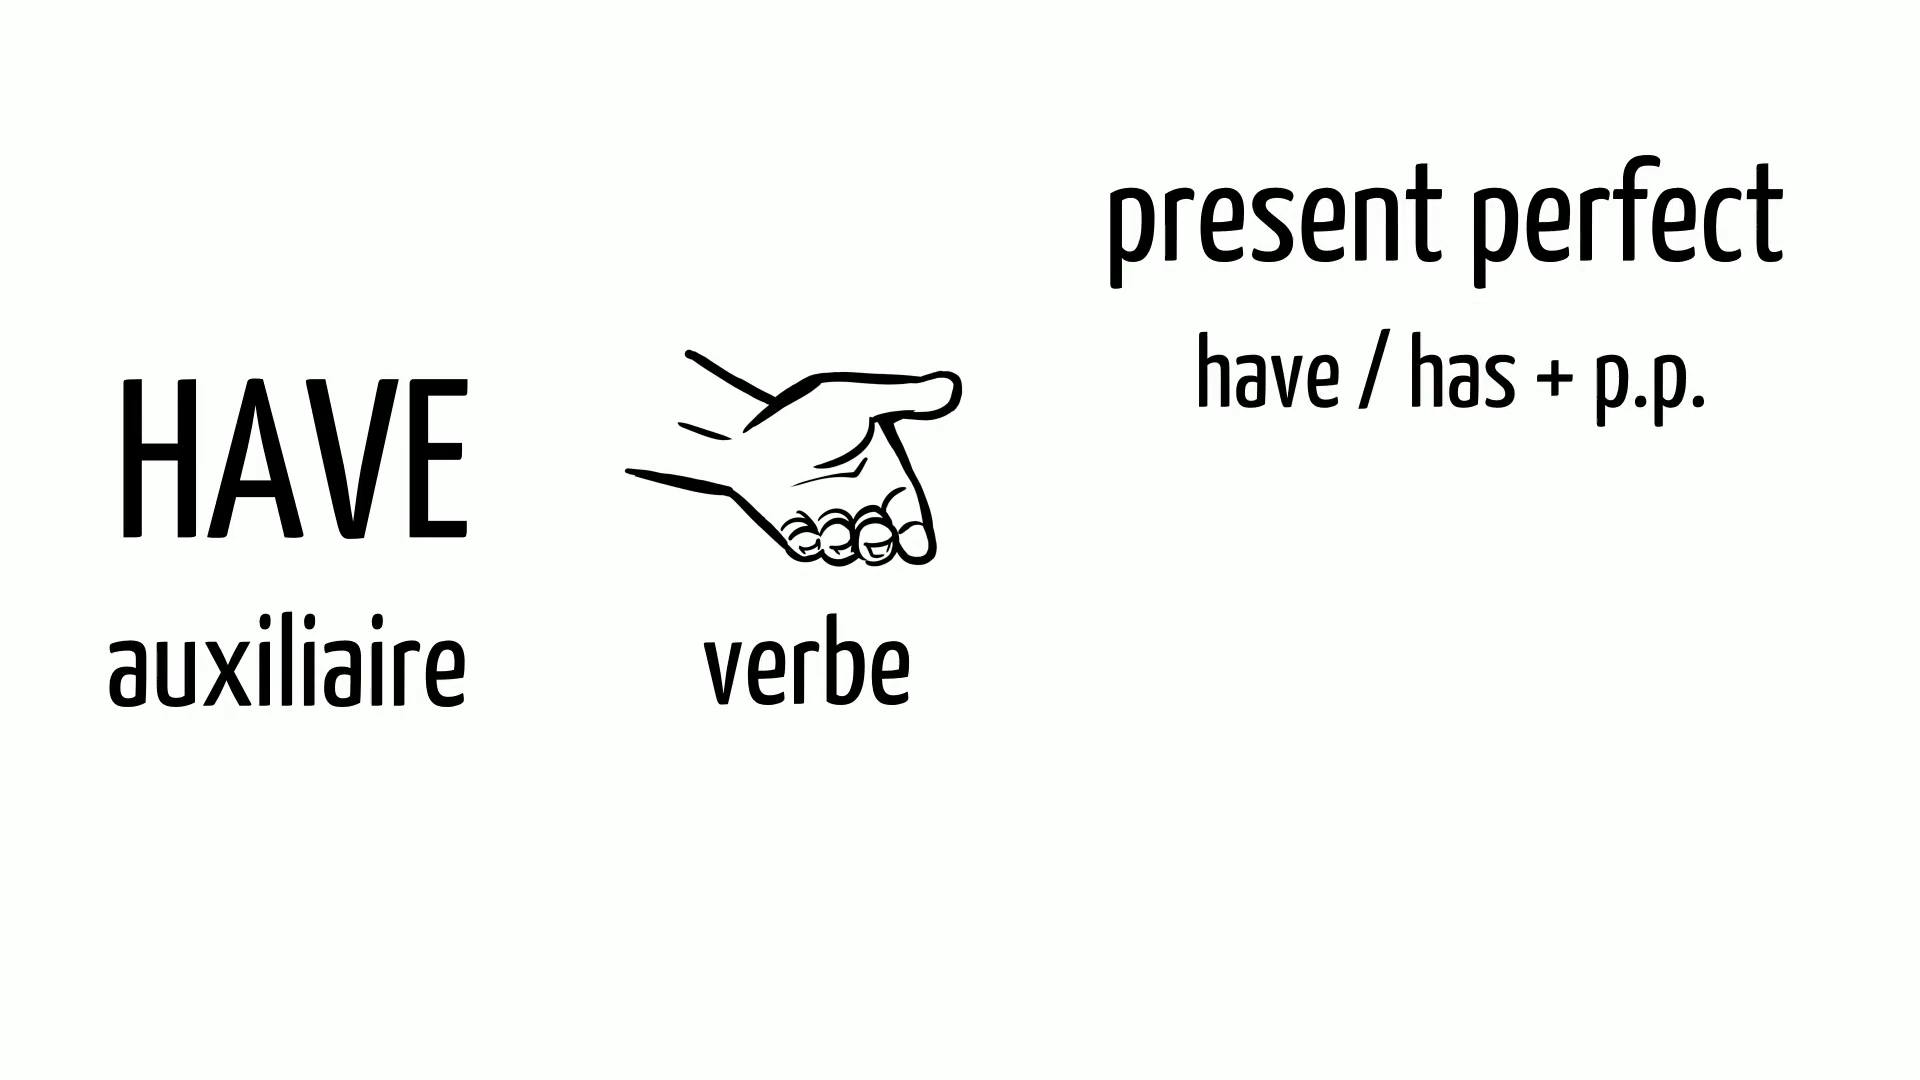 present perfect
have / has + p.p.
HAVE
auxiliaire
verbe